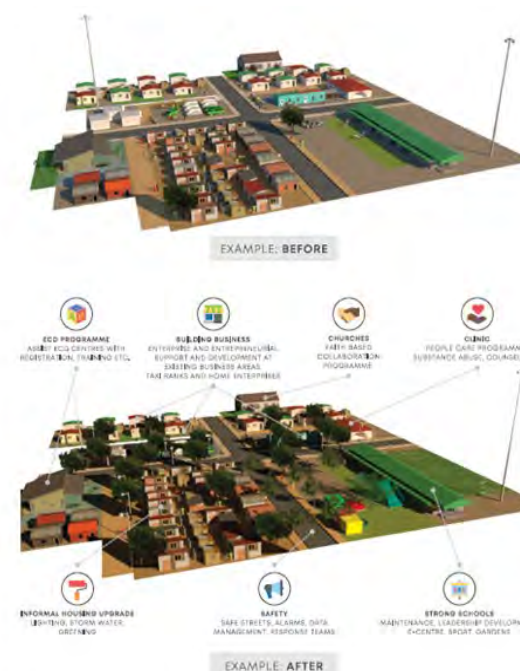 EXAMPLE: BEFORE
ECD PROGRAMME
ASSIST ECD CENTRES WITH
REGISTRATION, TRAINING ETC.
BUILDING BUSINESS
ENTERPRISE AND ENTREPRENEURIAL
SUPPORT AND DEVELOPMENT AT
EXISTING BUSINESS AREAS
TAXI RANKS AND HOME ENTERPRISES
CHURCHES
FAITH BASED
COLLABORATION
PROGRAMME
CLINIC
PEOPLE CARE PROGRAMM
SUBSTANCE ABUSE, COUNSEL
INFORMAL HOUSING UPGRADE
LIGHTING, STORM WATER,
GREENING
SAFETY
SAFE STREETS, ALARMS, DATA
MANAGEMENT, RESPONSE TEAMS
STRONG SCHOOLS
MAINTENANCE, LEADERSHIP DEVELOPM
E-CENTRE, SPORT, GARDENS
EXAMPLE: AFTER